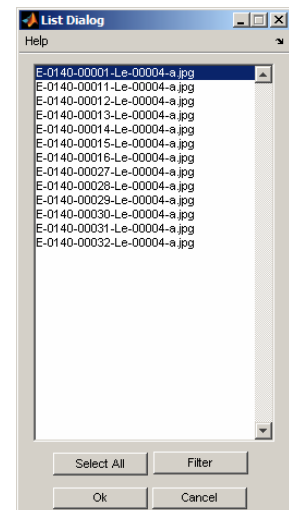 List Dialog
Help
E-0140-00001-Le-00004-a.jpg
E-0140-00011-Le-00004-a.jpg
E-0140-00012-Le-00004-a.jpg
E-0140-00013-Le-00004-a.jpg
E-0140-00014-Le-00004-a.jpg
E-0140-00015-Le-00004-a.jpg
E-0140-00016-Le-00004-a.jpg
E-0140-00027-Le-00004-a.jpg
E-0140-00028-Le-00004-a.jpg
E-0140-00029-Le-00004-a.jpg
E-0140-00030-Le-00004-a.jpg
E-0140-00031-Le-00004-a.jpg
E-0140-00032-Le-00004-a.jpg
Select All Filter
Ok Cancel